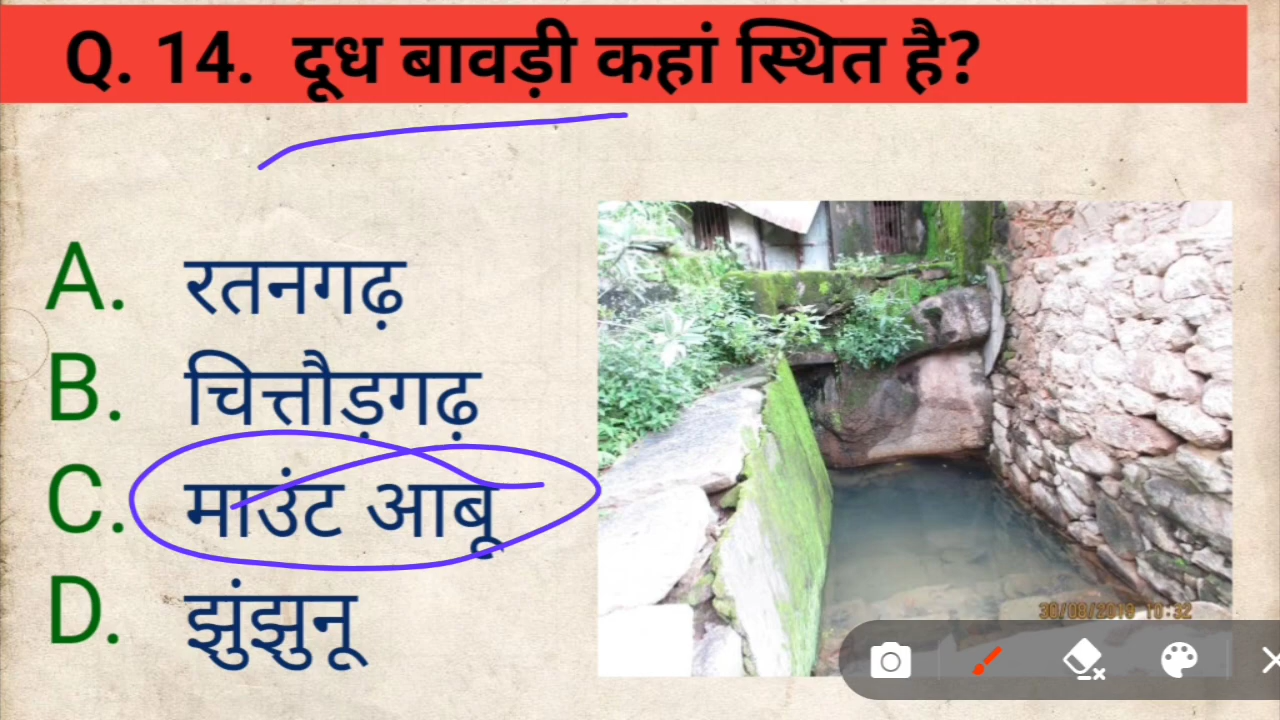 Q. 14. दूध बावड़ी कहां स्थित है?
A. रतनगढ़
B. चित्तौड़गढ़
C. माउंट आबू
D. झुंझुनू
30/08/2019 10:32